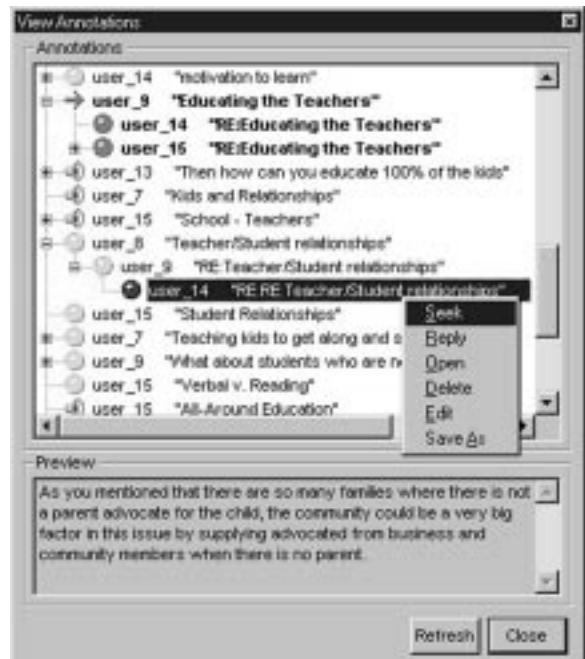 View Annotations
Annotations
user_14 "motivation to learn"
user_9 "Educating the Teachers"
user_14 "RE:Educating the Teachers"
user_15 "RE:Educating the Teachers"
user_13 "Then how can you educate 100% of the kids"
user_7 "Kids and Relationships"
user_15 "School - Teachers"
user_8 "Teacher/Student relationships"
user_9 "RE:Teacher/Student relationships"
user_14 "RE:RE:Teacher/Student relationships"
user_15 "Student Relationships"
user_7 "Teaching kids to get along and s
user_9 "What about students who are n
user_15 "Verbal v. Reading"
user_15 "All-Around Education"
Seek
Reply
Open
Delete
Edit
Save As
Preview
As you mentioned that there are so many families where there is not
a parent advocate for the child, the community could be a very big
factor in this issue by supplying advocated from business and
community members when there is no parent.
Refresh
Close